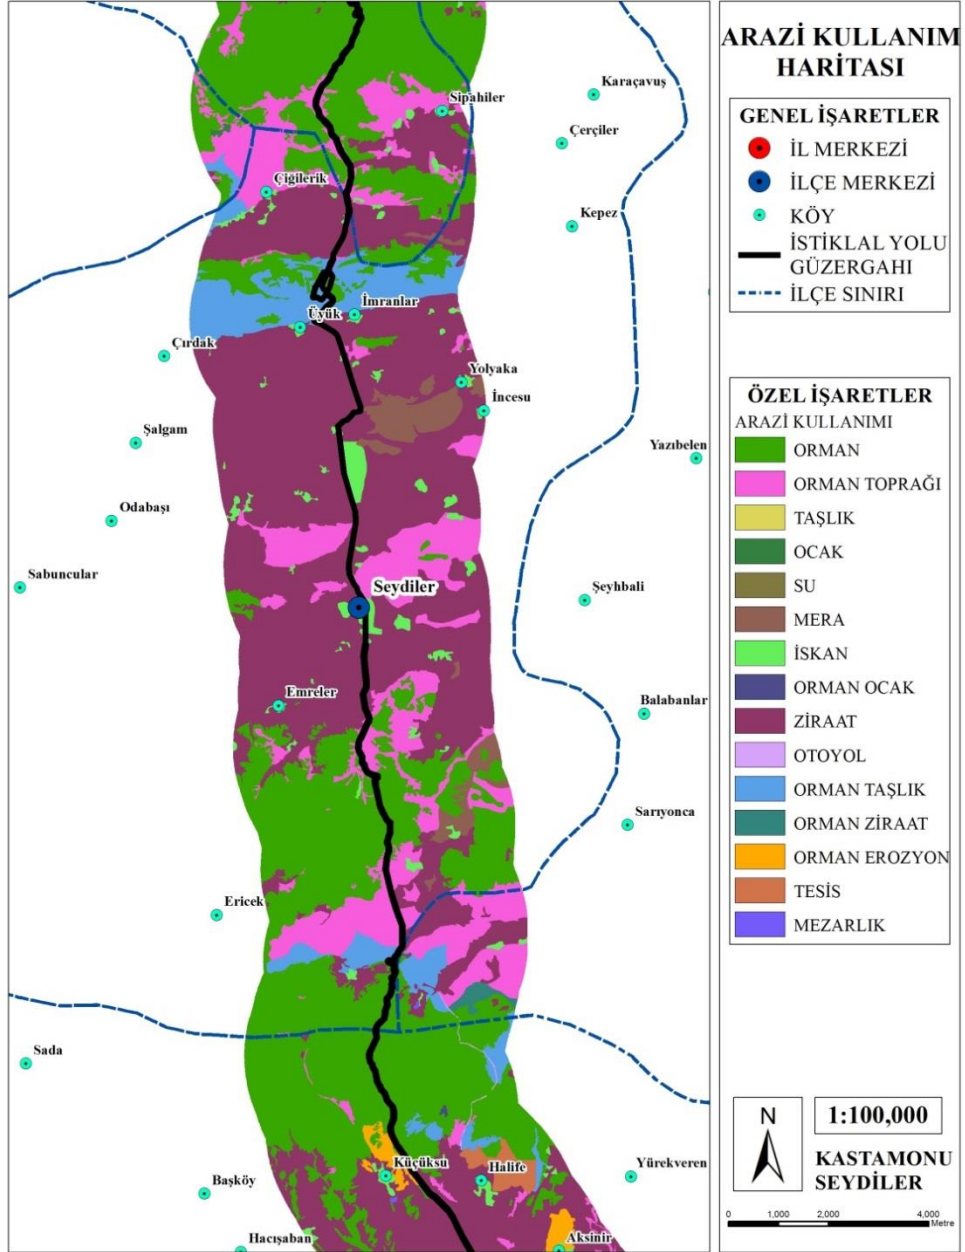 ARAZİ KULLANIM
HARİTASI
GENEL İŞARETLER
İL MERKEZİ
İLÇE MERKEZİ
KÖY
İSTİKLAL YOLU
GÜZERGAHI
İLÇE SINIRI
ÖZEL İŞARETLER
ARAZİ KULLANIMI
ORMAN
ORMAN TOPRAĞI
TAŞLIK
OCAK
SU
MERA
İSKAN
ORMAN OCAK
ZİRAAT
OTOYOL
ORMAN TAŞLIK
ORMAN ZİRAAT
ORMAN EROZYON
TESİS
MEZARLIK
N
1:100,000
KASTAMONU
SEYDİLER
0 1,000 2,000 4,000
Metre
Karaçavuş
Sipahiler
Çerçiler
Çiğilerik
Kepez
İmranlar
Üyük
Çırdak
Yolyaka
İncesu
Şalgam
Yazıbelen
Odabaşı
Sabuncular
Seydiler
Şeyhbali
Emreler
Balabanlar
Sarıyonca
Ericek
Sada
Küçüksu
Halife
Yürekveren
Başköy
Hacışaban
Aksinir